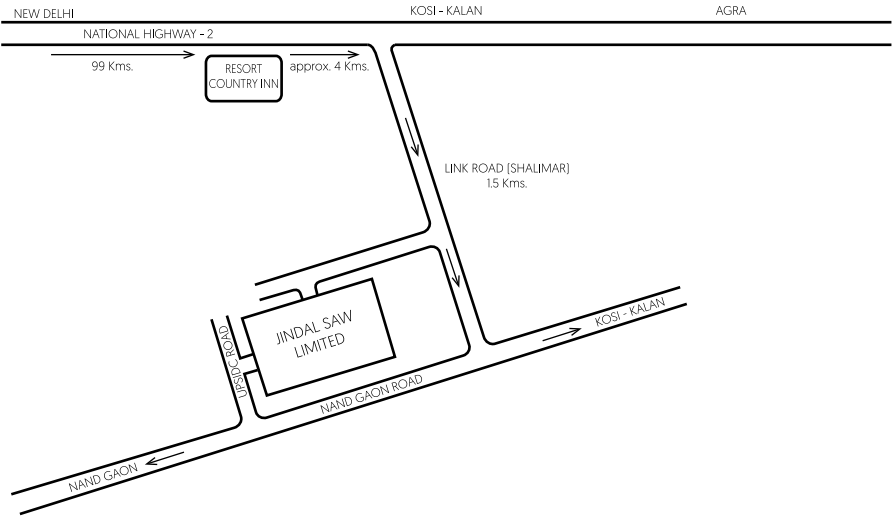 NEW DELHI
KOSI - KALAN
AGRA
NATIONAL HIGHWAY - 2
99 Kms.
RESORT
COUNTRY INN
approx. 4 Kms.
LINK ROAD (SHALIMAR)
1.5 Kms.
JINDAL SAW
LIMITED
UPSIDC ROAD
KOSI - KALAN
NAND GAON ROAD
NAND GAON